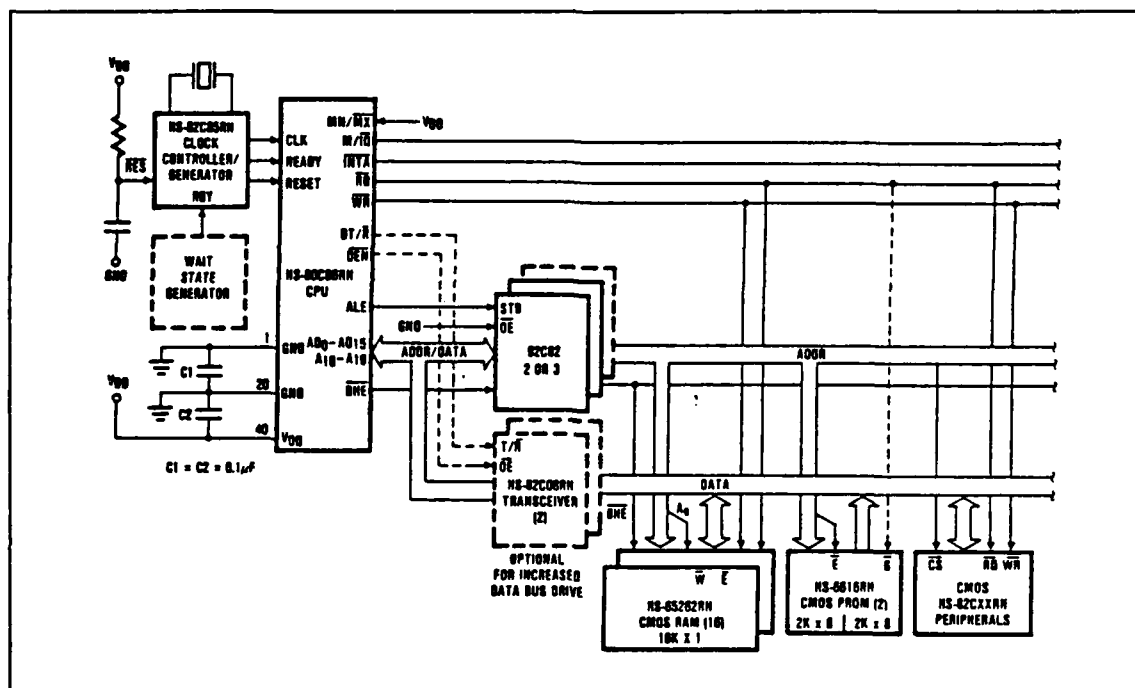 VDD
HS-82C85RH
CLOCK
CONTROLLER/
GENERATOR
RDY
RES
GND
WAIT
STATE
GENERATOR
VDD
C1
C2
C1 = C2 = 0.1µF
1
20
40
CLK
READY
RESET
HS-80C86RH
CPU
GND
GND
VDD
MN/MX
VDD
M/IO
INTA
RD
WR
DT/R
DEN
ALE
AD0-AD15
A16-A19
BHE
ADDR/DATA
GND
STB
OE
82C82
2 OR 3
ADDR
T/R
OE
HS-82C08RH
TRANSCEIVER
(2)
OPTIONAL
FOR INCREASED
DATA BUS DRIVE
DATA
BHE
A0
W E
HS-65262RH
CMOS RAM (16)
16K X 1
E G
HS-6616RH
CMOS PROM (2)
2K x 8 | 2K x 8
CS RD WR
CMOS
HS-82CXXRH
PERIPHERALS